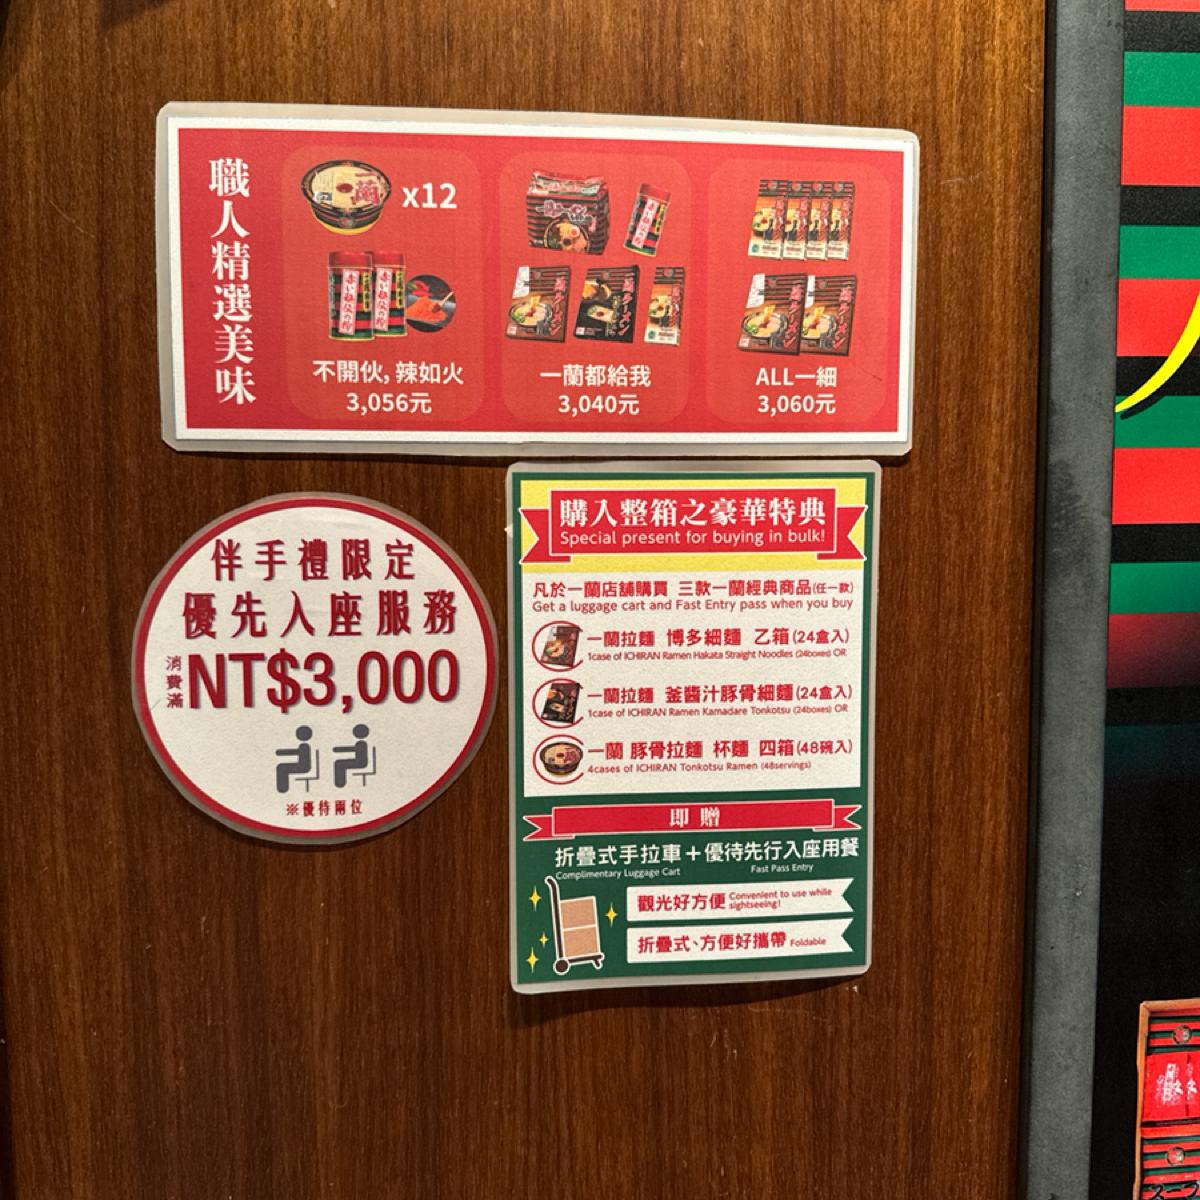 職人精選美味
x12
不開伙, 辣如火
3,056元
一蘭都給我
3,040元
ALL一細
3,060元
伴手禮限定
優先入座服務
消費滿
NT$3,000
※優待兩位
購入整箱之豪華特典
Special present for buying in bulk!
凡於一蘭店舖購買 三款一蘭經典商品(任一款)
Get a luggage cart and Fast Entry pass when you buy
一蘭拉麵 博多細麵 乙箱(24盒入)
1case of ICHIRAN Ramen Hakata Straight Noodles (24boxes) OR
一蘭拉麵 釜醬汁豚骨細麵(24盒入)
1case of ICHIRAN Ramen Kamadare Tonkotsu (24boxes) OR
一蘭 豚骨拉麵 杯麵 四箱(48碗入)
4cases of ICHIRAN Tonkotsu Ramen (48servings)
即贈
折疊式手拉車+優待先行入座用餐
Complimentary Luggage Cart Fast Pass Entry
觀光好方便 Convenient to use while
sightseeing!
折疊式、方便好攜帶 Foldable